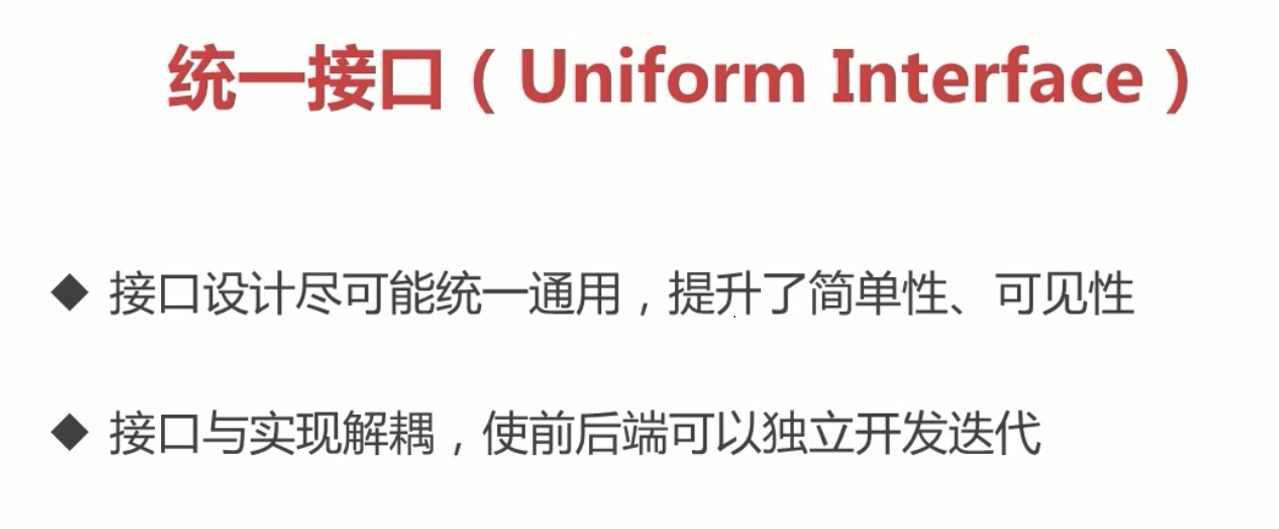 统一接口（Uniform Interface）
◆ 接口设计尽可能统一通用，提升了简单性、可见性
◆ 接口与实现解耦，使前后端可以独立开发迭代